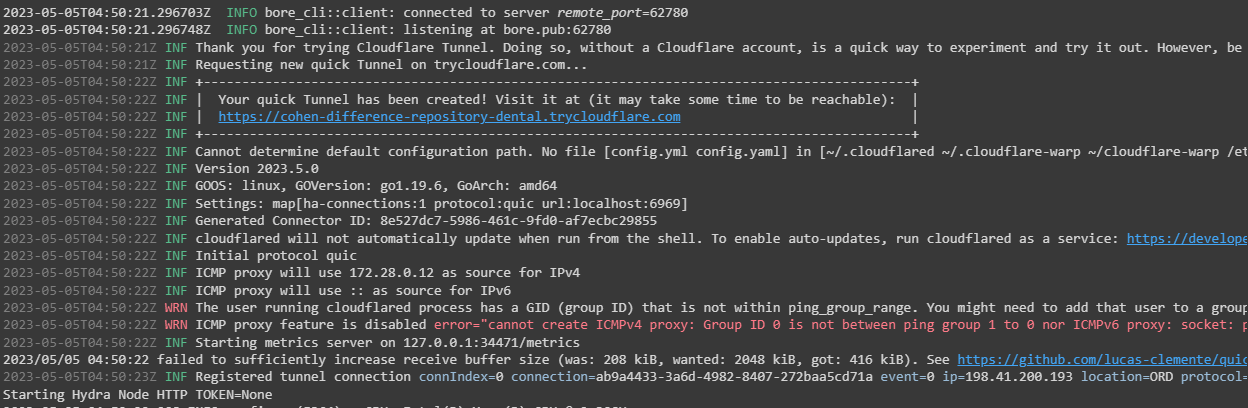 2023-05-05T04:50:21.296703Z  INFO bore_cli::client: connected to server remote_port=62780
2023-05-05T04:50:21.296748Z  INFO bore_cli::client: listening at bore.pub:62780
2023-05-05T04:50:21Z INF Thank you for trying Cloudflare Tunnel. Doing so, without a Cloudflare account, is a quick way to experiment and try it out. However, be
2023-05-05T04:50:21Z INF Requesting new quick Tunnel on trycloudflare.com...
2023-05-05T04:50:22Z INF +--------------------------------------------------------------------------------------------+
2023-05-05T04:50:22Z INF |  Your quick Tunnel has been created! Visit it at (it may take some time to be reachable):  |
2023-05-05T04:50:22Z INF |  https://cohen-difference-repository-dental.trycloudflare.com                              |
2023-05-05T04:50:22Z INF +--------------------------------------------------------------------------------------------+
2023-05-05T04:50:22Z INF Cannot determine default configuration path. No file [config.yml config.yaml] in [~/.cloudflared ~/.cloudflare-warp ~/cloudflare-warp /et
2023-05-05T04:50:22Z INF Version 2023.5.0
2023-05-05T04:50:22Z INF GOOS: linux, GOVersion: go1.19.6, GoArch: amd64
2023-05-05T04:50:22Z INF Settings: map[ha-connections:1 protocol:quic url:localhost:6969]
2023-05-05T04:50:22Z INF Generated Connector ID: 8e527dc7-5986-461c-9fd0-af7ecbc29855
2023-05-05T04:50:22Z INF cloudflared will not automatically update when run from the shell. To enable auto-updates, run cloudflared as a service: https://develope
2023-05-05T04:50:22Z INF Initial protocol quic
2023-05-05T04:50:22Z INF ICMP proxy will use 172.28.0.12 as source for IPv4
2023-05-05T04:50:22Z INF ICMP proxy will use :: as source for IPv6
2023-05-05T04:50:22Z WRN The user running cloudflared process has a GID (group ID) that is not within ping_group_range. You might need to add that user to a group
2023-05-05T04:50:22Z WRN ICMP proxy feature is disabled error="cannot create ICMPv4 proxy: Group ID 0 is not between ping group 1 to 0 nor ICMPv6 proxy: socket: p
2023-05-05T04:50:22Z INF Starting metrics server on 127.0.0.1:34471/metrics
2023/05/05 04:50:22 failed to sufficiently increase receive buffer size (was: 208 kiB, wanted: 2048 kiB, got: 416 kiB). See https://github.com/lucas-clemente/quic
2023-05-05T04:50:23Z INF Registered tunnel connection connIndex=0 connection=ab9a4433-3a6d-4982-8407-272baa5cd71a event=0 ip=198.41.200.193 location=ORD protocol=
Starting Hydra Node HTTP TOKEN=None